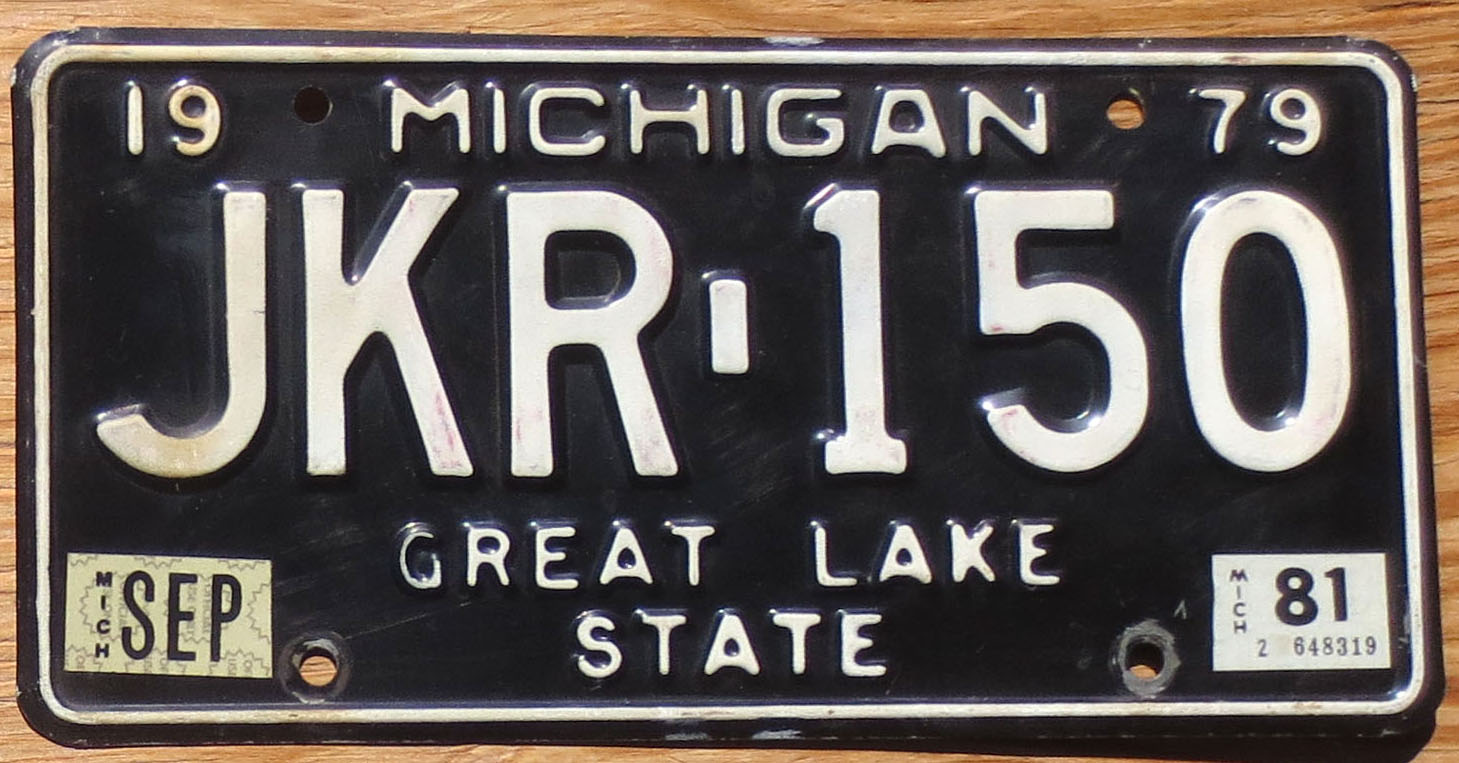 19 MICHIGAN 79
JKR-150
GREAT LAKE
STATE
MICH SEP
MICH 81
2 648319